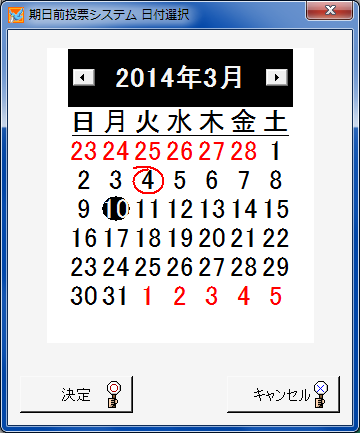 期日前投票システム 日付選択
2014年3月
日 月 火 水 木 金 土
23 24 25 26 27 28 1
2 3 4 5 6 7 8
9 10 11 12 13 14 15
16 17 18 19 20 21 22
23 24 25 26 27 28 29
30 31 1 2 3 4 5
決定 キャンセル